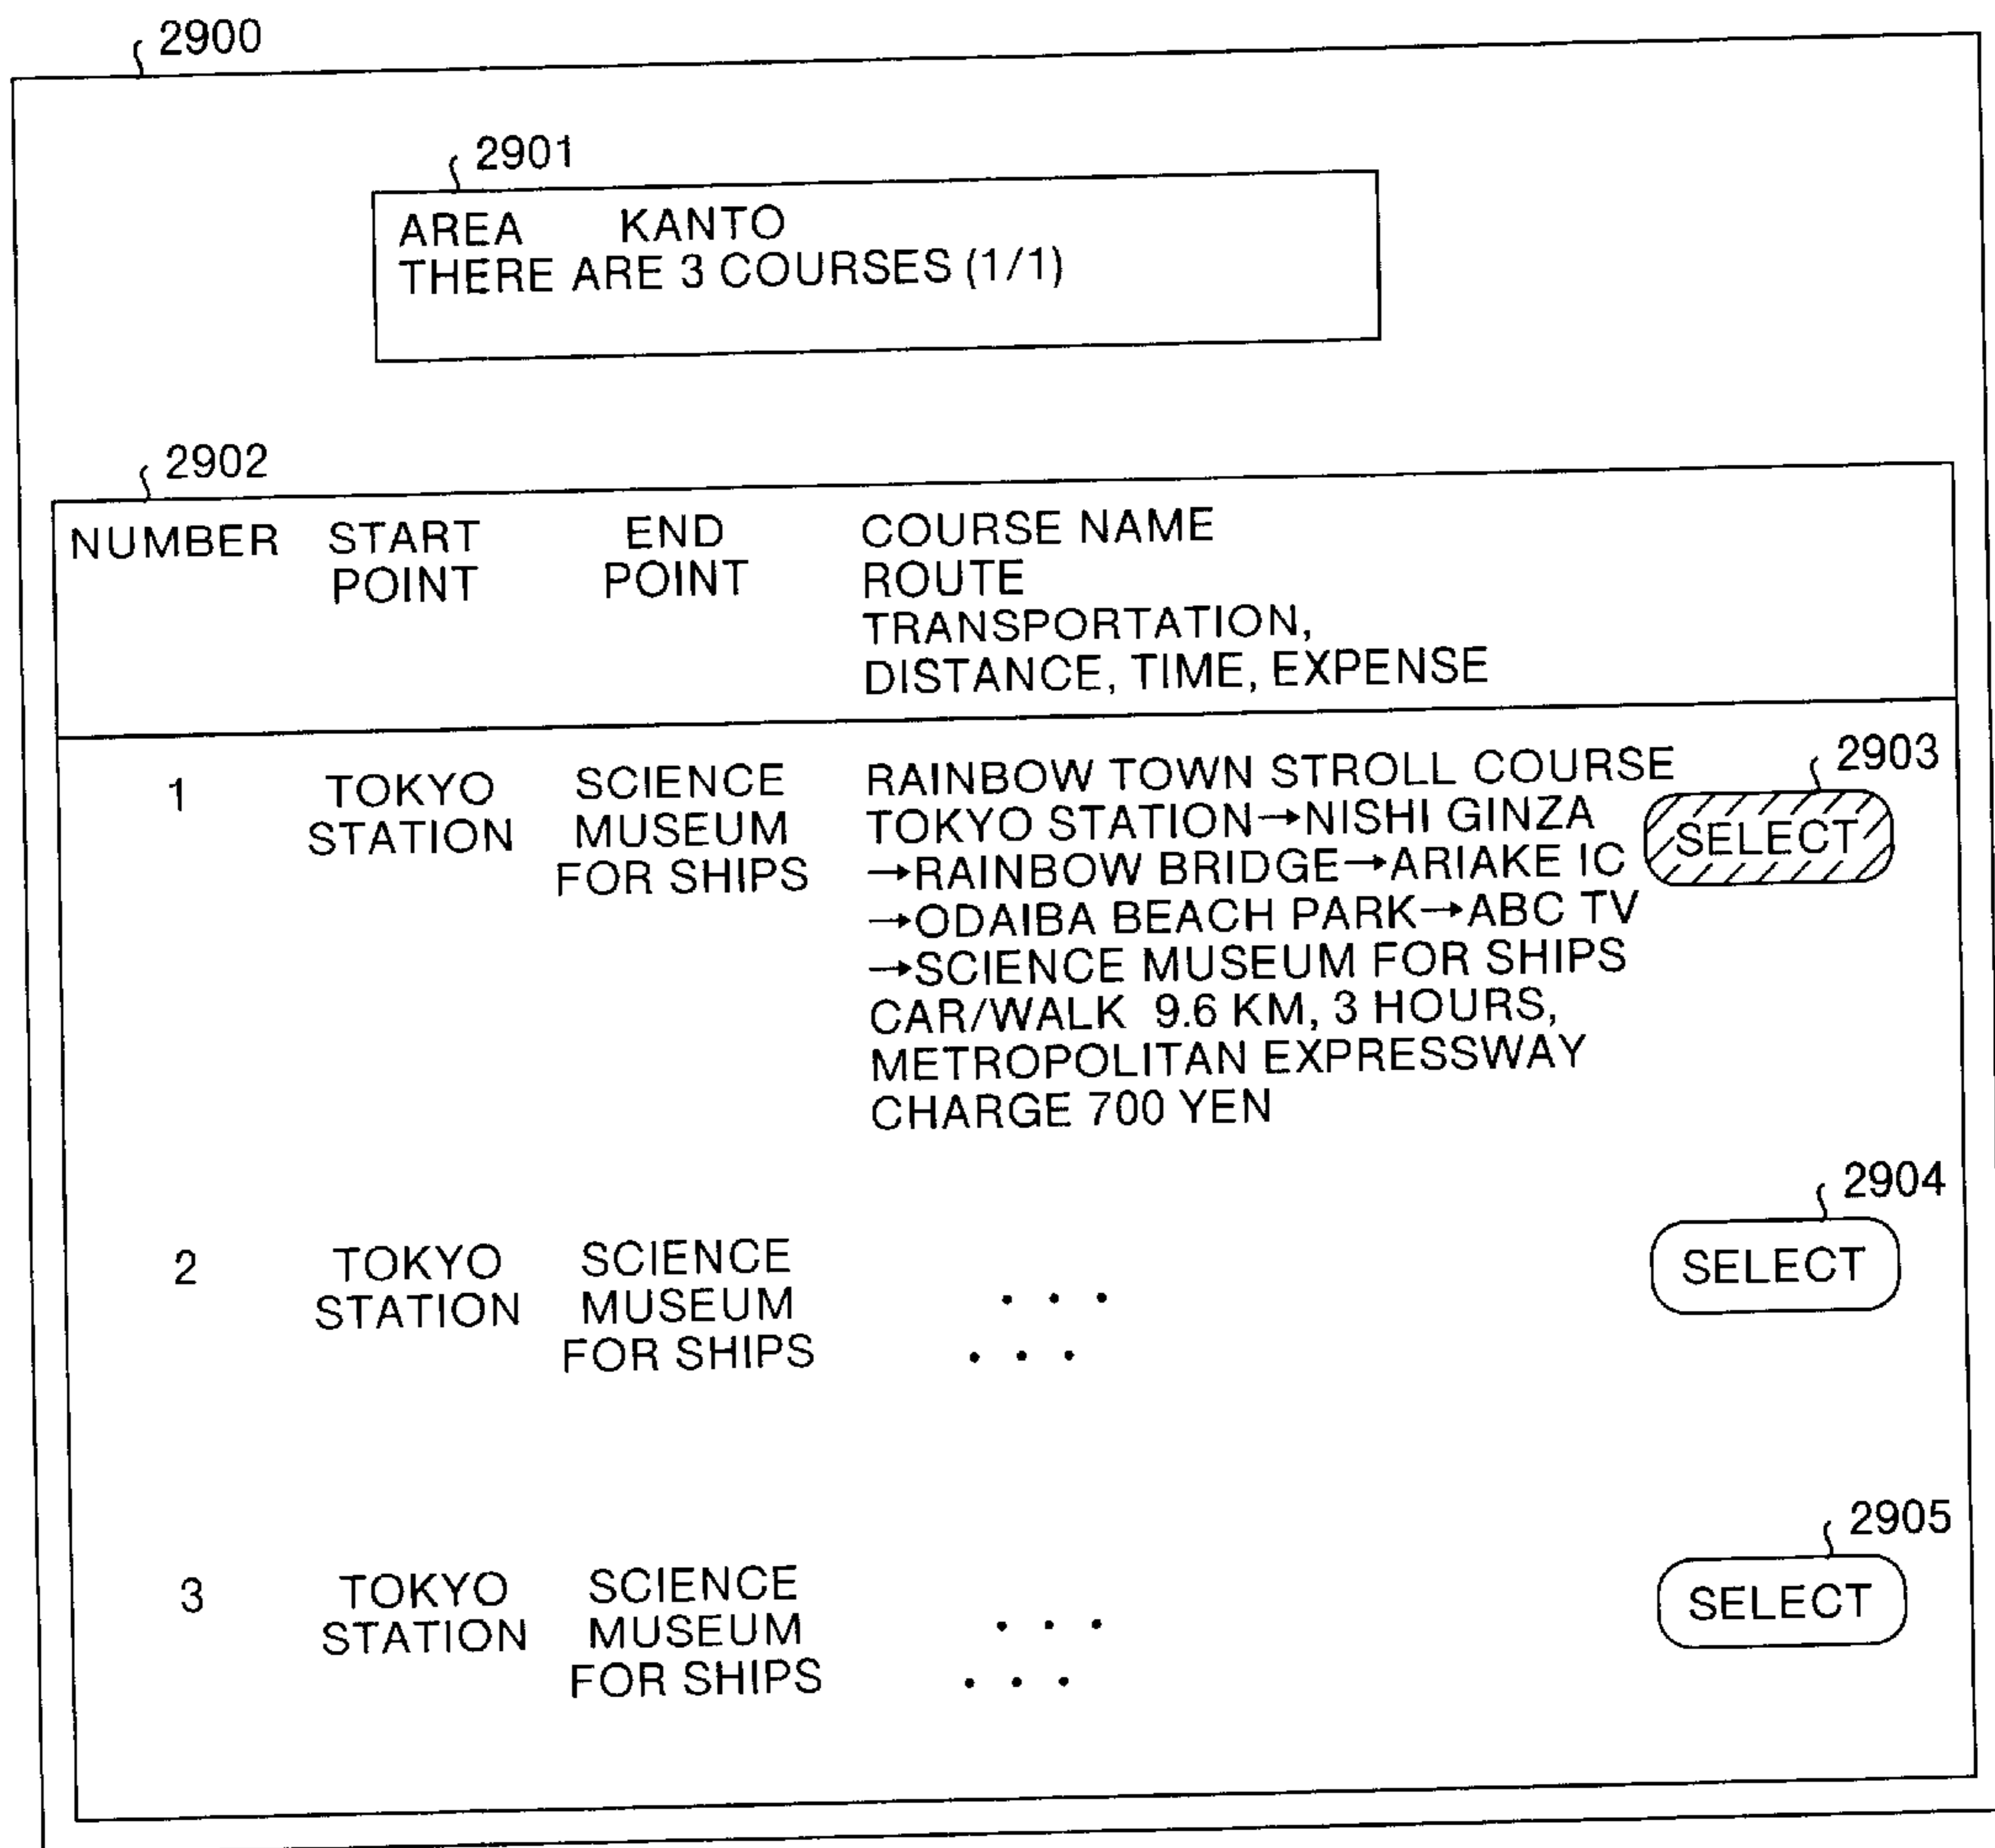 2900
2901
AREA KANTO
THERE ARE 3 COURSES (1/1)
2902
NUMBER START POINT END POINT COURSE NAME
ROUTE
TRANSPORTATION,
DISTANCE, TIME, EXPENSE
1
TOKYO
STATION
SCIENCE
MUSEUM
FOR SHIPS
RAINBOW TOWN STROLL COURSE
TOKYO STATION→NISHI GINZA
→RAINBOW BRIDGE→ARIAKE IC
→ODAIBA BEACH PARK→ABC TV
→SCIENCE MUSEUM FOR SHIPS
CAR/WALK 9.6 KM, 3 HOURS,
METROPOLITAN EXPRESSWAY
CHARGE 700 YEN
2903
SELECT
2
TOKYO
STATION
SCIENCE
MUSEUM
FOR SHIPS
. . .
. . .
2904
SELECT
3
TOKYO
STATION
SCIENCE
MUSEUM
FOR SHIPS
. . .
. . .
2905
SELECT